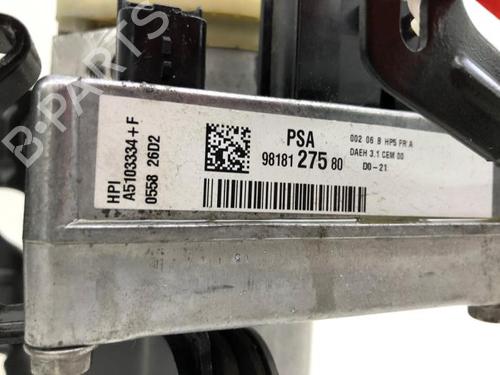 HPI
A5103334+F
0558 26D2
PSA
98181 275 80
002 06 B HP5 FR A
DAEH 3.1 CEM 00
D0-21
B-PARTS